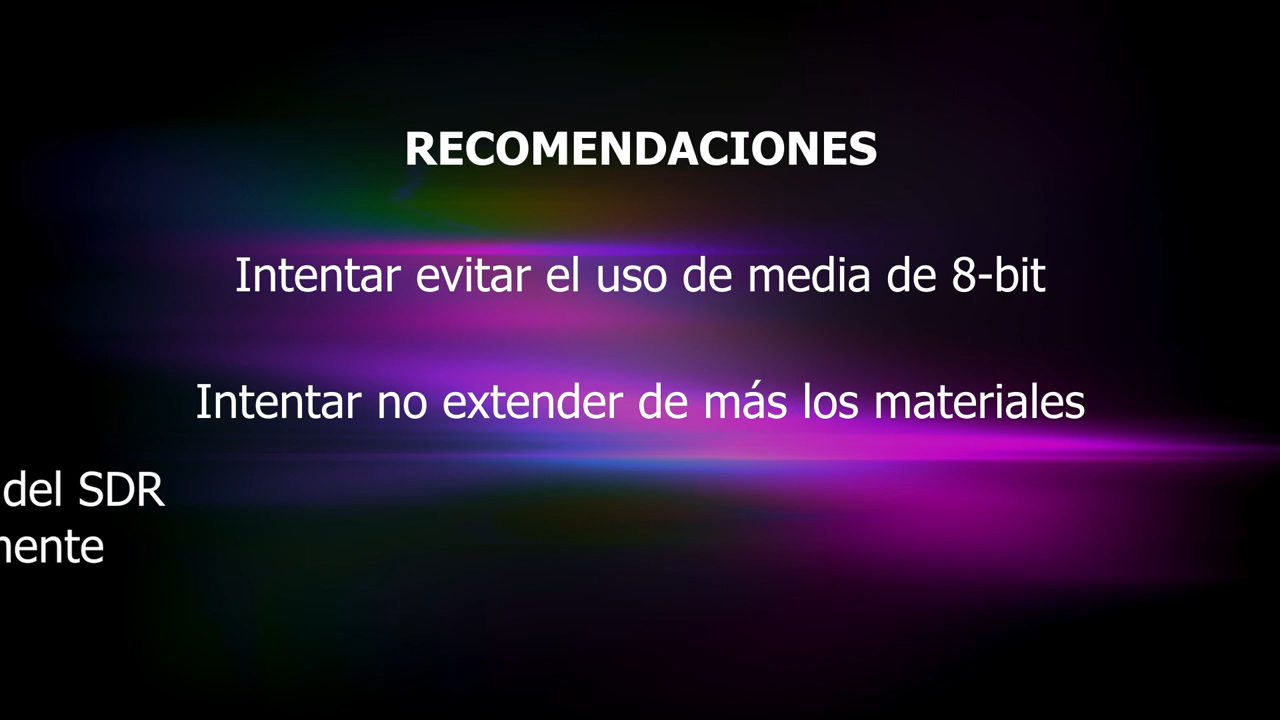 RECOMENDACIONES
Intentar evitar el uso de media de 8-bit
Intentar no extender de más los materiales
del SDR